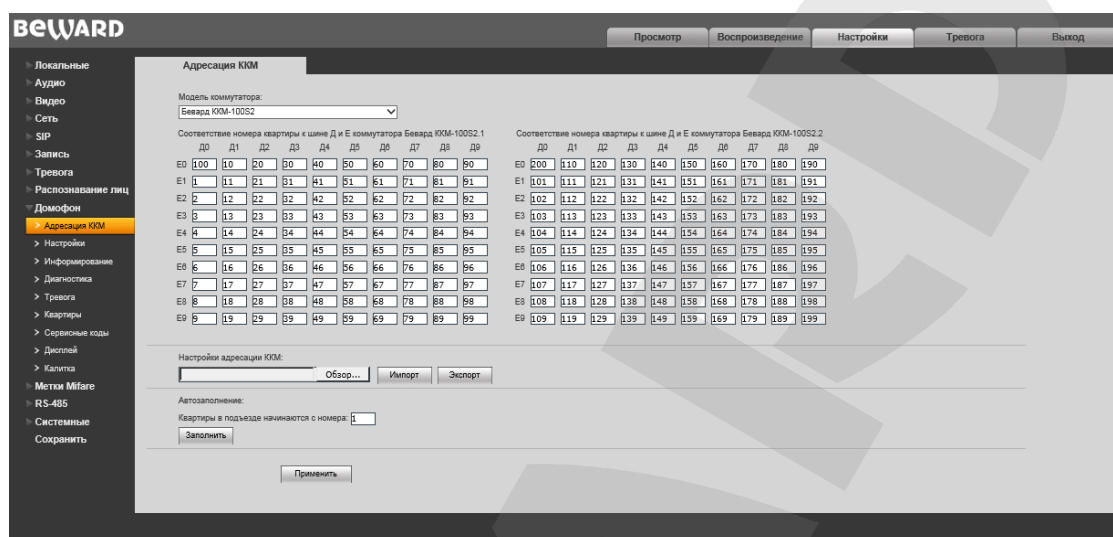 BEWARD
Просмотр Воспроизведение Настройки Тревога Выход
Локальные
Аудио
Видео
Сеть
SIP
Запись
Тревога
Распознавание лиц
Домофон
> Адресация ККМ
> Настройки
> Информирование
> Диагностика
> Тревога
> Квартиры
> Сервисные коды
> Дисплей
> Калитка
Метки Mifare
RS-485
Системные
Сохранить
Адресация ККМ
Модель коммутатора:
Бевард ККМ-100S2
Соответствие номера квартиры к шине Д и Е коммутатора Бевард ККМ-100S2.1
Д0 Д1 Д2 Д3 Д4 Д5 Д6 Д7 Д8 Д9
E0 100 10 20 30 40 50 60 70 80 90
E1 1 11 21 31 41 51 61 71 81 91
E2 2 12 22 32 42 52 62 72 82 92
E3 3 13 23 33 43 53 63 73 83 93
E4 4 14 24 34 44 54 64 74 84 94
E5 5 15 25 35 45 55 65 75 85 95
E6 6 16 26 36 46 56 66 76 86 96
E7 7 17 27 37 47 57 67 77 87 97
E8 8 18 28 38 48 58 68 78 88 98
E9 9 19 29 39 49 59 69 79 89 99
Соответствие номера квартиры к шине Д и Е коммутатора Бевард ККМ-100S2.2
Д0 Д1 Д2 Д3 Д4 Д5 Д6 Д7 Д8 Д9
E0 200 110 120 130 140 150 160 170 180 190
E1 101 111 121 131 141 151 161 171 181 191
E2 102 112 122 132 142 152 162 172 182 192
E3 103 113 123 133 143 153 163 173 183 193
E4 104 114 124 134 144 154 164 174 184 194
E5 105 115 125 135 145 155 165 175 185 195
E6 106 116 126 136 146 156 166 176 186 196
E7 107 117 127 137 147 157 167 177 187 197
E8 108 118 128 138 148 158 168 178 188 198
E9 109 119 129 139 149 159 169 179 189 199
Настройки адресации ККМ:
Обзор... Импорт Экспорт
Автозаполнение:
Квартиры в подъезде начинаются с номера: 1
Заполнить
Применить